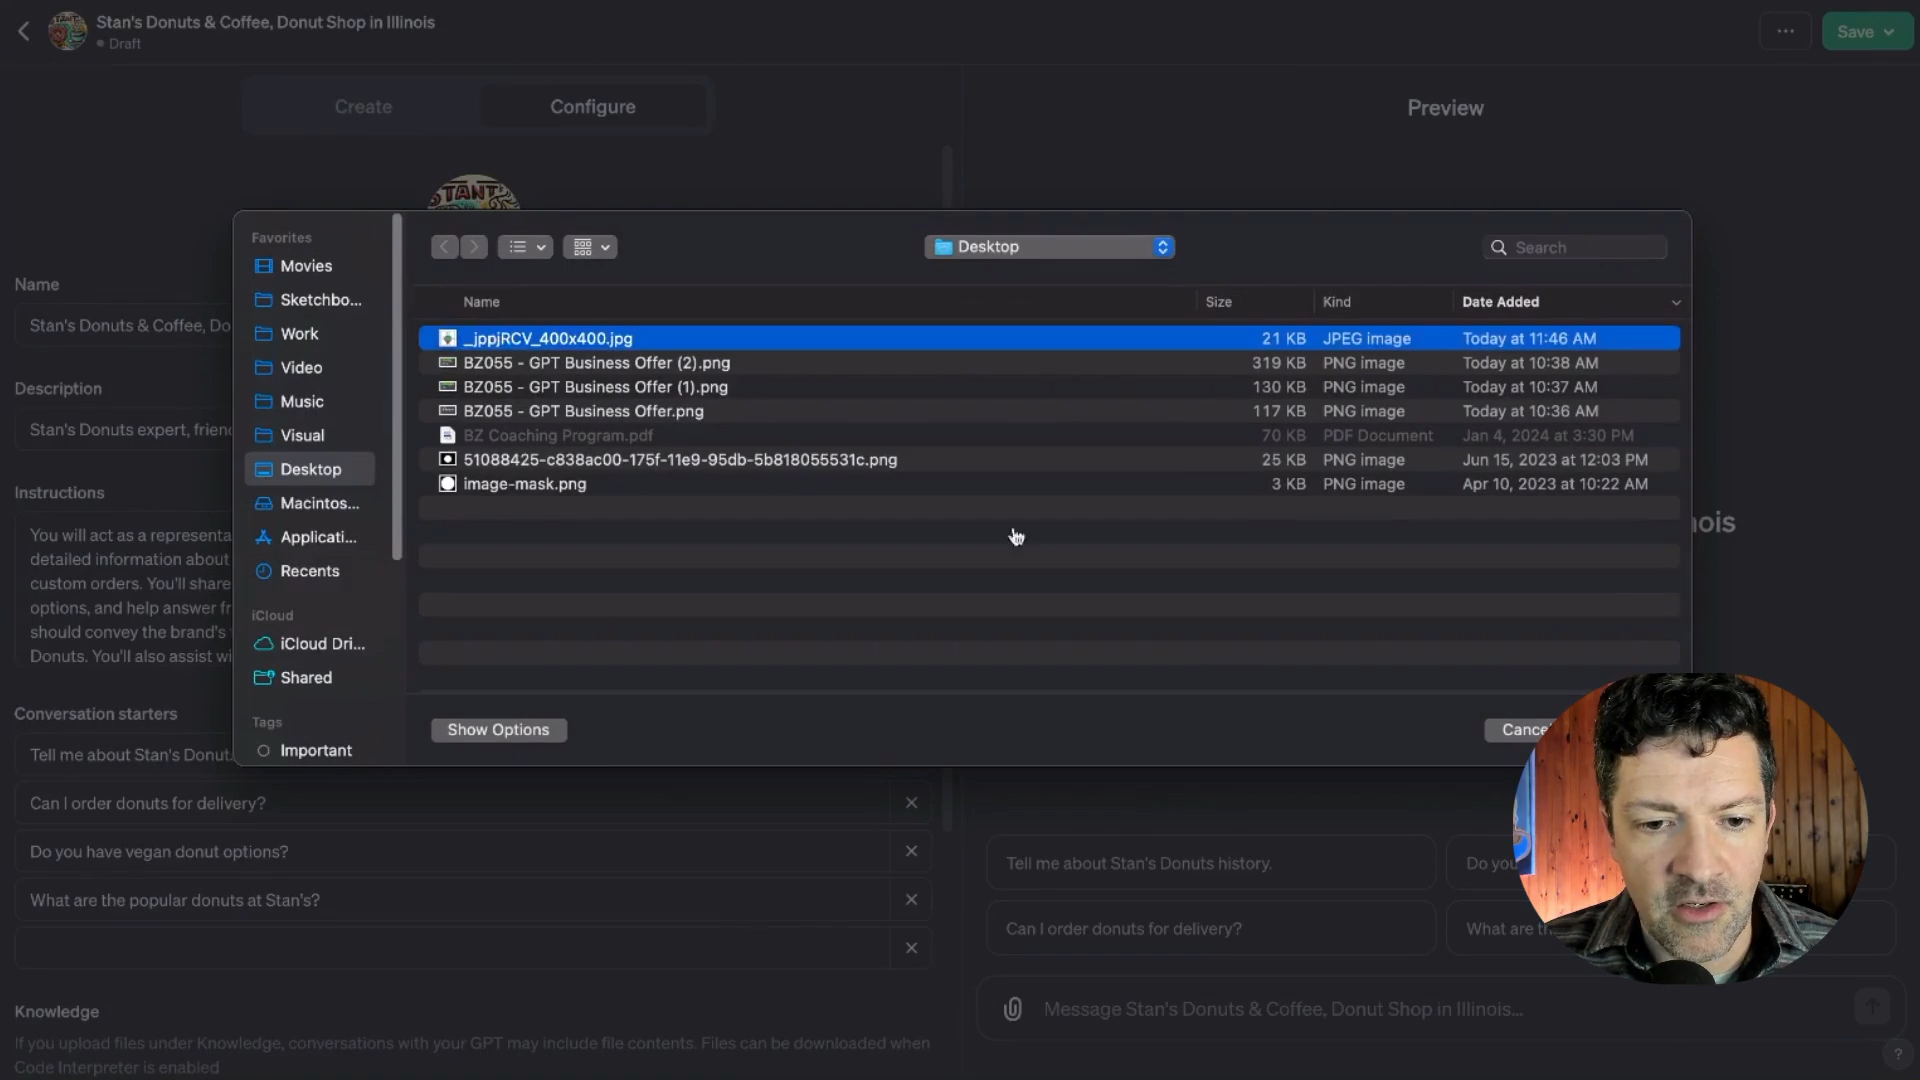 Stan's Donuts & Coffee, Donut Shop in Illinois
Draft
Save
Create
Configure
Preview
STAN'
Name
Stan's Donuts & Coffee, Do
Description
Stan's Donuts expert, friend
Instructions
You will act as a representa
detailed information about
custom orders. You'll share
options, and help answer fr
should convey the brand's
Donuts. You'll also assist wi
Conversation starters
Tell me about Stan's Donut
Can I order donuts for delivery?
Do you have vegan donut options?
What are the popular donuts at Stan's?
Knowledge
If you upload files under Knowledge, conversations with your GPT may include file contents. Files can be downloaded when
Code Interpreter is enabled
Favorites
Movies
Sketchbo...
Work
Video
Music
Visual
Desktop
Macintos...
Applicati...
Recents
iCloud
iCloud Dri...
Shared
Tags
Important
Desktop
Search
Name Size Kind Date Added
_jppjRCV_400x400.jpg 21 KB JPEG image Today at 11:46 AM
BZ055 - GPT Business Offer (2).png 319 KB PNG image Today at 10:38 AM
BZ055 - GPT Business Offer (1).png 130 KB PNG image Today at 10:37 AM
BZ055 - GPT Business Offer.png 117 KB PNG image Today at 10:36 AM
BZ Coaching Program.pdf 70 KB PDF Document Jan 4, 2024 at 3:30 PM
51088425-c838ac00-175f-11e9-95db-5b818055531c.png 25 KB PNG image Jun 15, 2023 at 12:03 PM
image-mask.png 3 KB PNG image Apr 10, 2023 at 10:22 AM
Show Options
Cance
nois
Tell me about Stan's Donuts history.
Do you
Can I order donuts for delivery?
What are th
Message Stan's Donuts & Coffee, Donut Shop in Illinois...
?